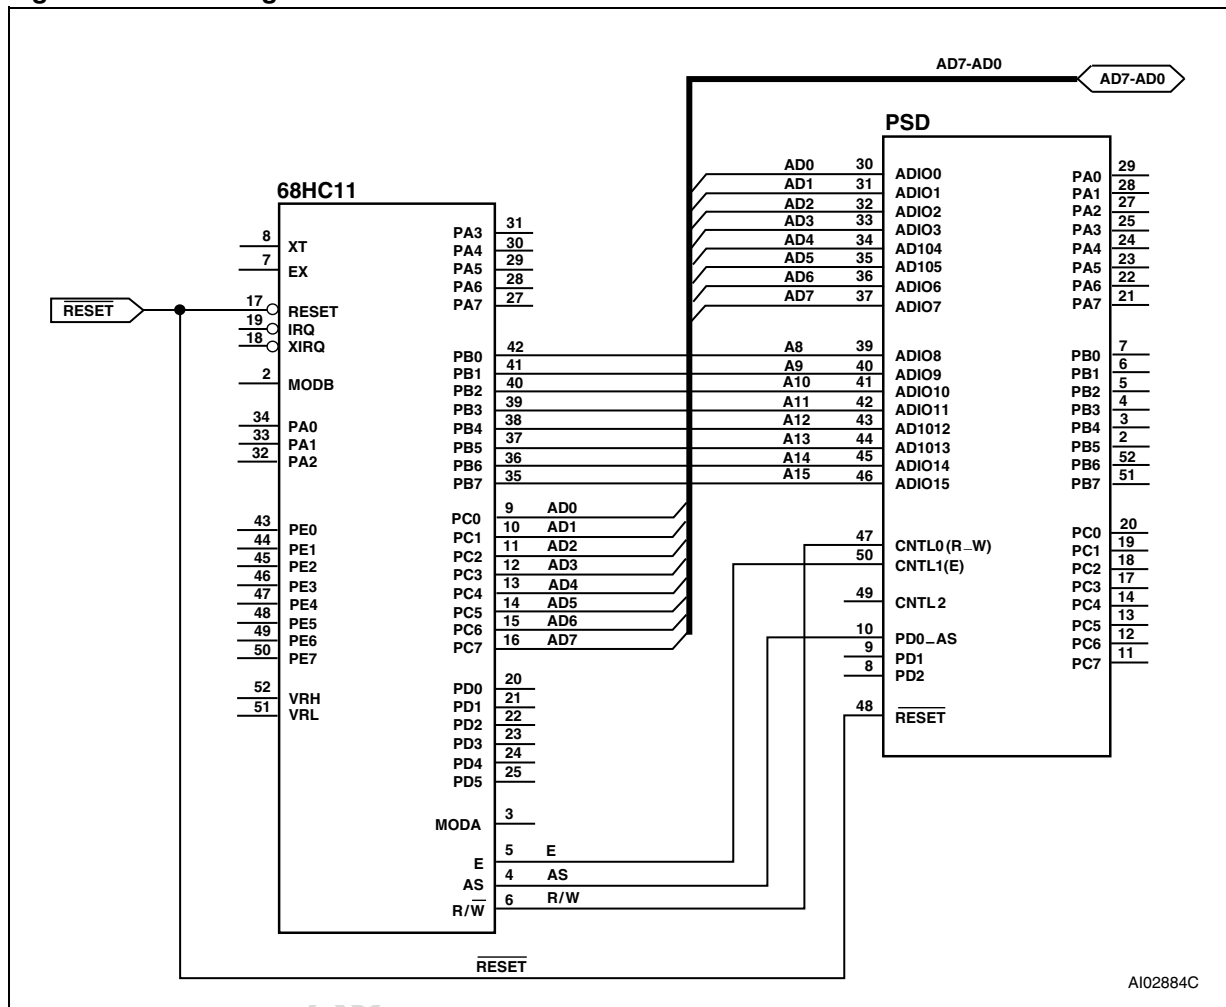 AD7-AD0
AD7-AD0
PSD
68HC11
RESET
8 XT
7 EX
17 RESET
19 IRQ
18 XIRQ
2 MODB
34 PA0
33 PA1
32 PA2
43 PE0
44 PE1
45 PE2
46 PE3
47 PE4
48 PE5
49 PE6
50 PE7
52 VRH
51 VRL
PA3 31
PA4 30
PA5 29
PA6 28
PA7 27
PB0 42
PB1 41
PB2 40
PB3 39
PB4 38
PB5 37
PB6 36
PB7 35
PC0 9 AD0
PC1 10 AD1
PC2 11 AD2
PC3 12 AD3
PC4 13 AD4
PC5 14 AD5
PC6 15 AD6
PC7 16 AD7
PD0 20
PD1 21
PD2 22
PD3 23
PD4 24
PD5 25
MODA 3
E 5 E
AS 4 AS
R/W 6 R/W
RESET
AD0 30 ADIO0
AD1 31 ADIO1
AD2 32 ADIO2
AD3 33 ADIO3
AD4 34 AD104
AD5 35 AD105
AD6 36 ADIO6
AD7 37 ADIO7
A8 39 ADIO8
A9 40 ADIO9
A10 41 ADIO10
A11 42 ADIO11
A12 43 AD1012
A13 44 AD1013
A14 45 ADIO14
A15 46 ADIO15
47 CNTL0(R_W)
50 CNTL1(E)
49 CNTL2
10 PD0_AS
9 PD1
8 PD2
48 RESET
PA0 29
PA1 28
PA2 27
PA3 25
PA4 24
PA5 23
PA6 22
PA7 21
PB0 7
PB1 6
PB2 5
PB3 4
PB4 3
PB5 2
PB6 52
PB7 51
PC0 20
PC1 19
PC2 18
PC3 17
PC4 14
PC5 13
PC6 12
PC7 11
AI02884C